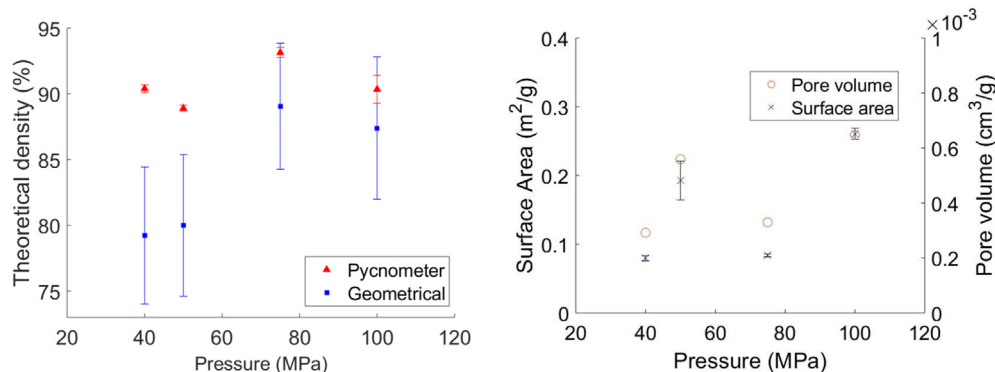 Theoretical density (%)
95
90
85
80
75
20 40 60 80 100 120
Pressure (MPa)
Pycnometer
Geometrical
Surface Area (m²/g)
0.4
0.3
0.2
0.1
0
20 40 60 80 100 120
Pressure (MPa)
Pore volume
Surface area
×10⁻³
1
0.8
0.6
0.4
0.2
0
Pore volume (cm³/g)